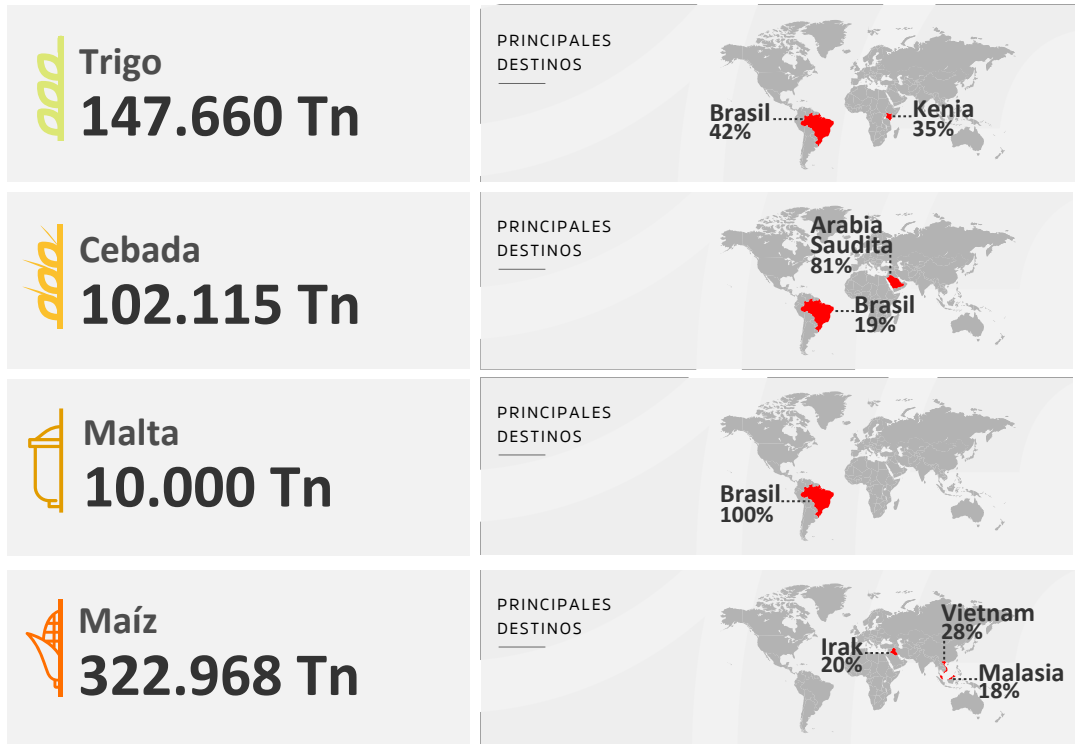 Trigo
147.660 Tn
PRINCIPALES
DESTINOS
Brasil
42%
Kenia
35%
Cebada
102.115 Tn
PRINCIPALES
DESTINOS
Arabia
Saudita
81%
Brasil
19%
Malta
10.000 Tn
PRINCIPALES
DESTINOS
Brasil
100%
Maíz
322.968 Tn
PRINCIPALES
DESTINOS
Vietnam
28%
Irak
20%
Malasia
18%